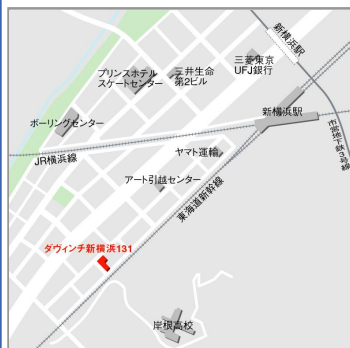 新横浜駅
三菱東京
UFJ銀行
プリンスホテル
スケートセンター
三井生命
第2ビル
新横浜駅
ボーリングセンター
市営地下鉄3号線
JR横浜線
ヤマト運輸
アート引越センター
東海道新幹線
ダヴィンチ新横浜131
岸根高校